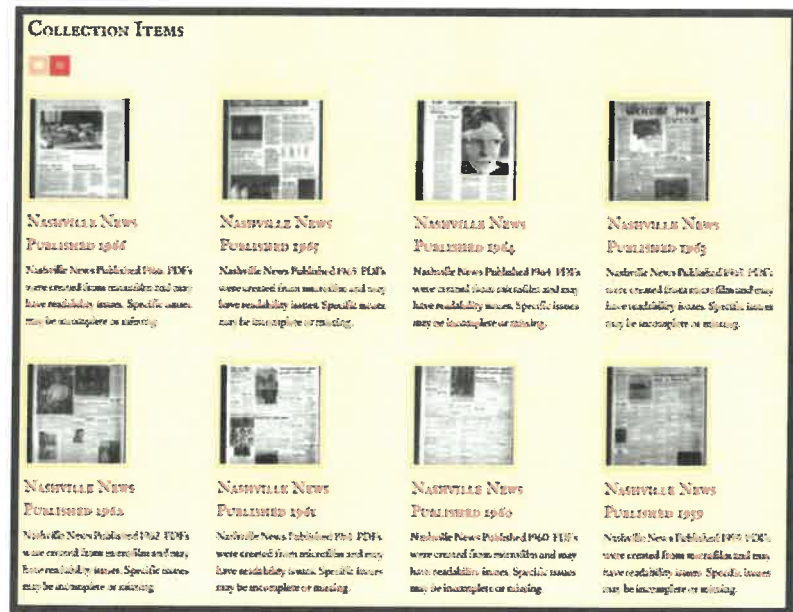 Collection Items
Nashville News
Published 1966
Nashville News Published 1966. PDFs
were created from microfilm and may
have readability issues. Specific issues
may be incomplete or missing.
Nashville News
Published 1965
Nashville News Published 1965. PDFs
were created from microfilm and may
have readability issues. Specific issues
may be incomplete or missing.
Nashville News
Published 1964
Nashville News Published 1964. PDFs
were created from microfilm and may
have readability issues. Specific issues
may be incomplete or missing.
Welcome 1963
Nashville News
Published 1963
Nashville News Published 1963. PDFs
were created from microfilm and may
have readability issues. Specific issues
may be incomplete or missing.
Nashville News
Published 1962
Nashville News Published 1962. PDFs
were created from microfilm and may
have readability issues. Specific issues
may be incomplete or missing.
Nashville News
Published 1961
Nashville News Published 1961. PDFs
were created from microfilm and may
have readability issues. Specific issues
may be incomplete or missing.
Nashville News
Published 1960
Nashville News Published 1960. PDFs
were created from microfilm and may
have readability issues. Specific issues
may be incomplete or missing.
Nashville News
Published 1959
Nashville News Published 1959. PDFs
were created from microfilm and may
have readability issues. Specific issues
may be incomplete or missing.